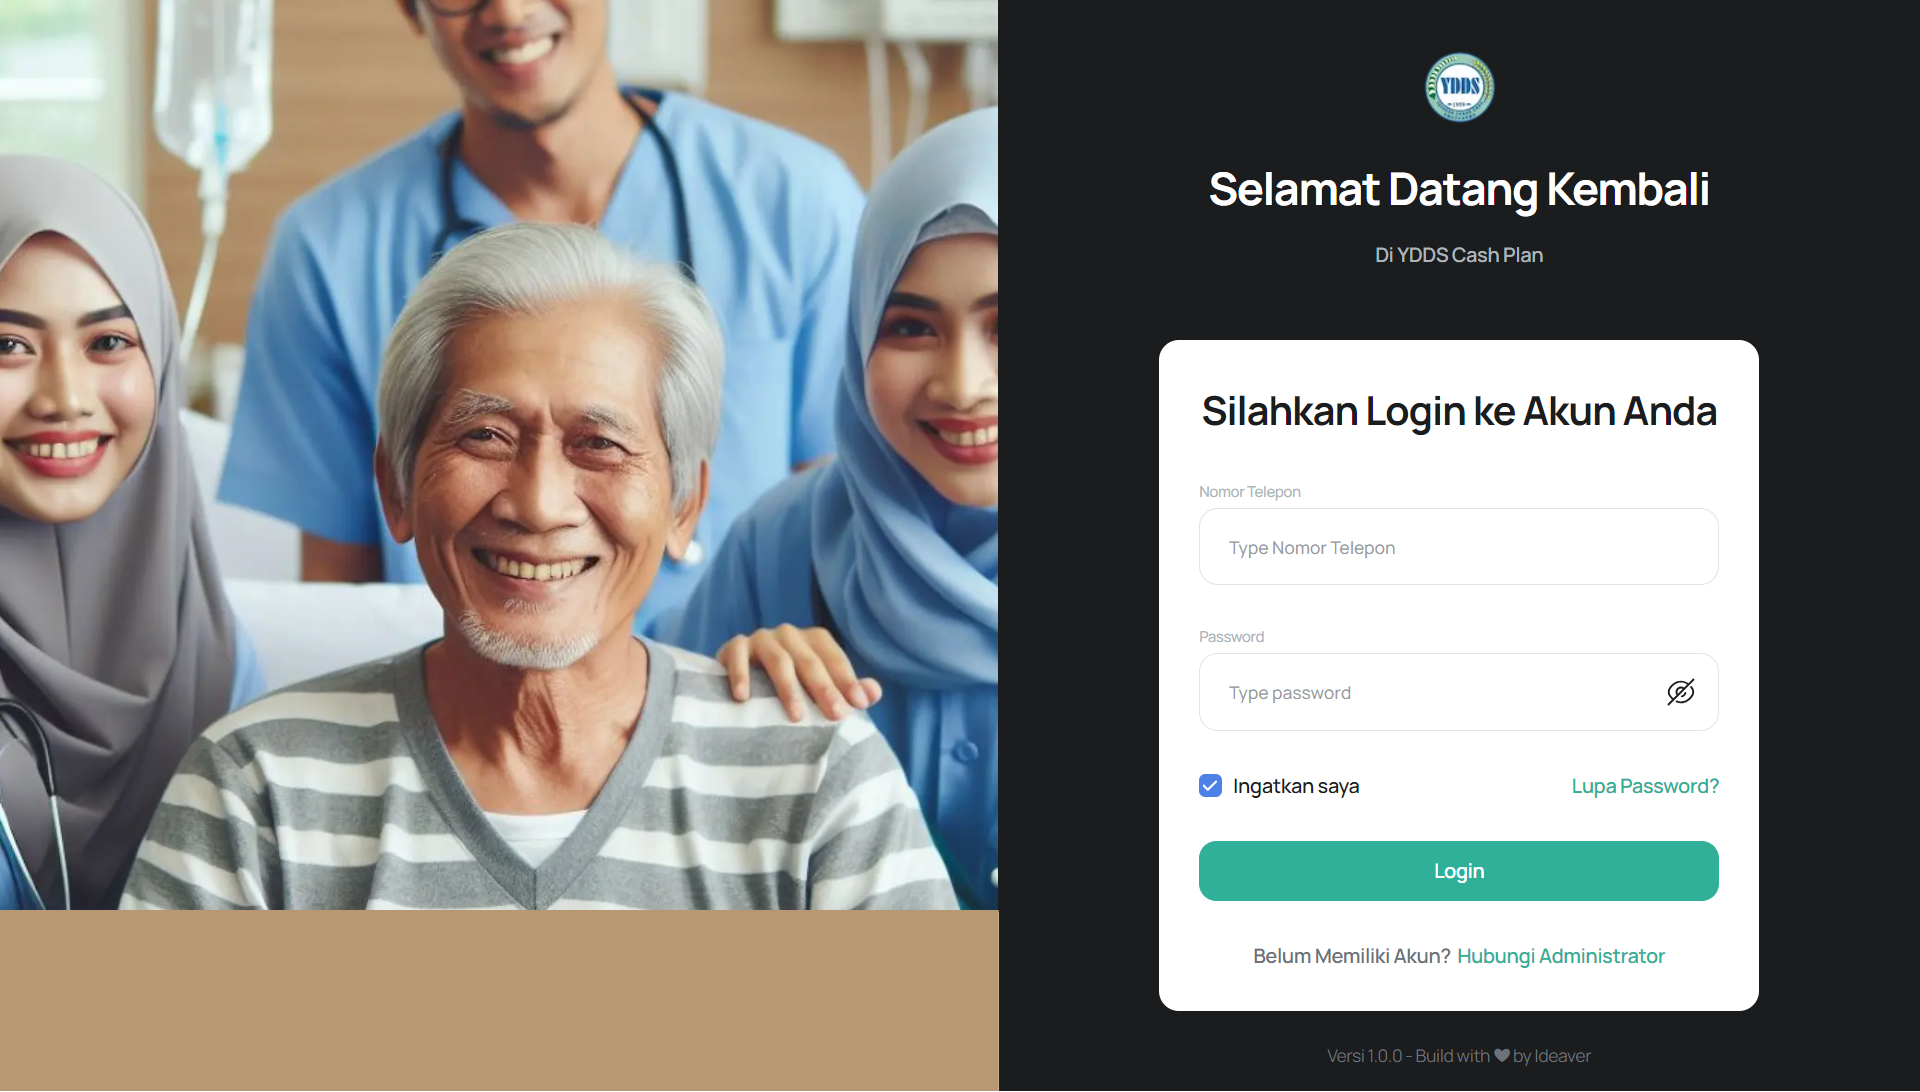 YDDS
Selamat Datang Kembali
Di YDDS Cash Plan
Silahkan Login ke Akun Anda
Nomor Telepon
Type Nomor Telepon
Password
Type password
Ingatkan saya
Lupa Password?
Login
Belum Memiliki Akun? Hubungi Administrator
Versi 1.0.0 - Build with ♥ by Ideaver